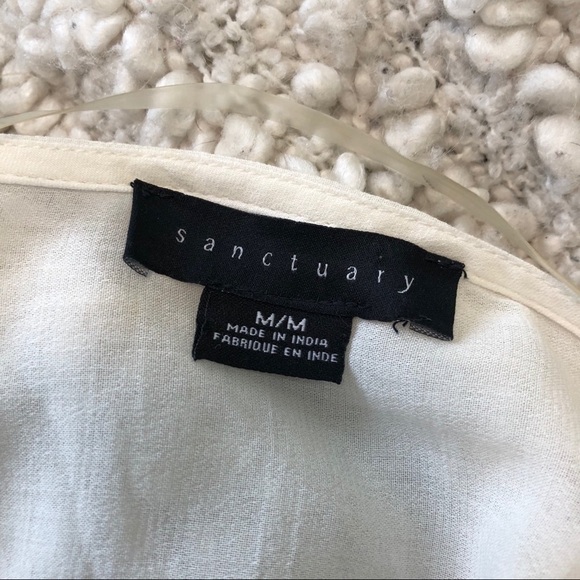 sanctuary
M/M
MADE IN INDIA
FABRIQUE EN INDE